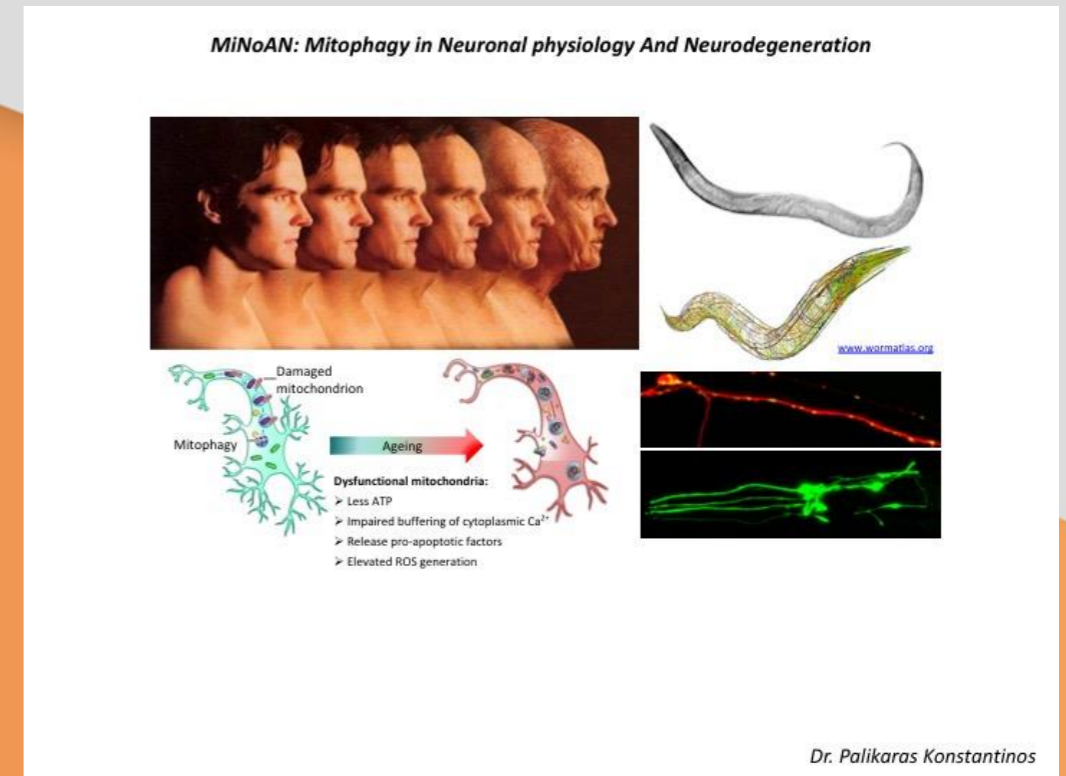 MiNoAN: Mitophagy in Neuronal physiology And Neurodegeneration
www.wormatlas.org
Damaged
mitochondrion
Mitophagy
Ageing
Dysfunctional mitochondria:
➢ Less ATP
➢ Impaired buffering of cytoplasmic Ca²⁺
➢ Release pro-apoptotic factors
➢ Elevated ROS generation
Dr. Palikaras Konstantinos